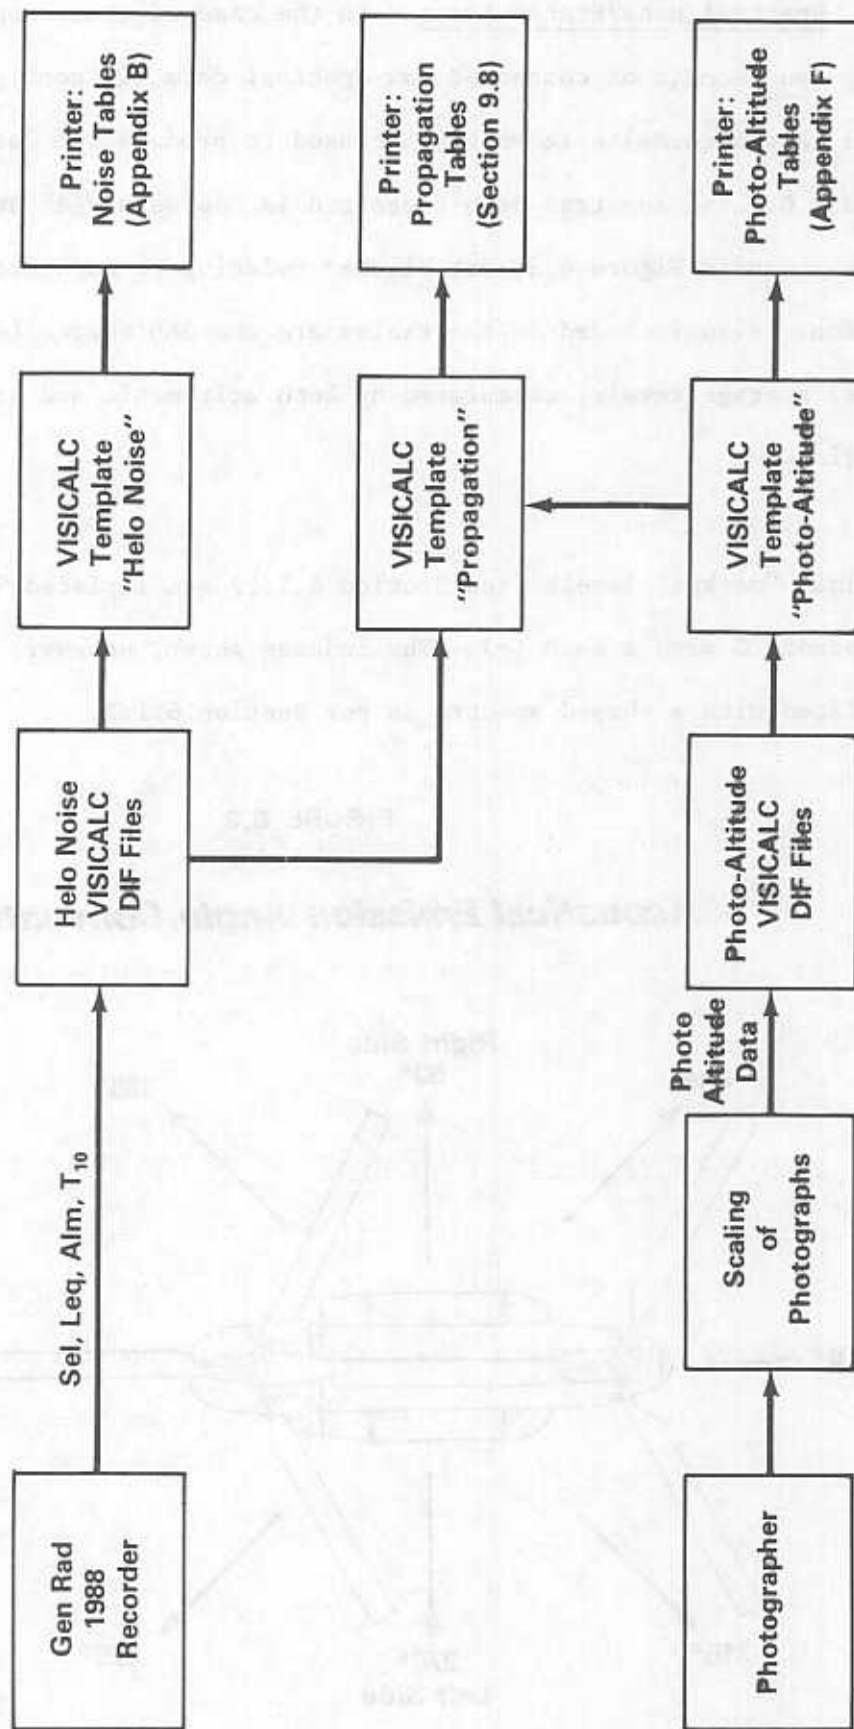 Gen Rad
1988
Recorder
Sel, Leq, Alm, T₁₀
Helo Noise
VISICALC
DIF Files
VISICALC
Template
"Helo Noise"
Printer:
Noise Tables
(Appendix B)
VISICALC
Template
"Propagation"
Printer:
Propagation
Tables
(Section 9.8)
Photographer
Scaling
of
Photographs
Photo
Altitude
Data
Photo-Altitude
VISICALC
DIF Files
VISICALC
Template
"Photo-Altitude"
Printer:
Photo-Altitude
Tables
(Appendix F)